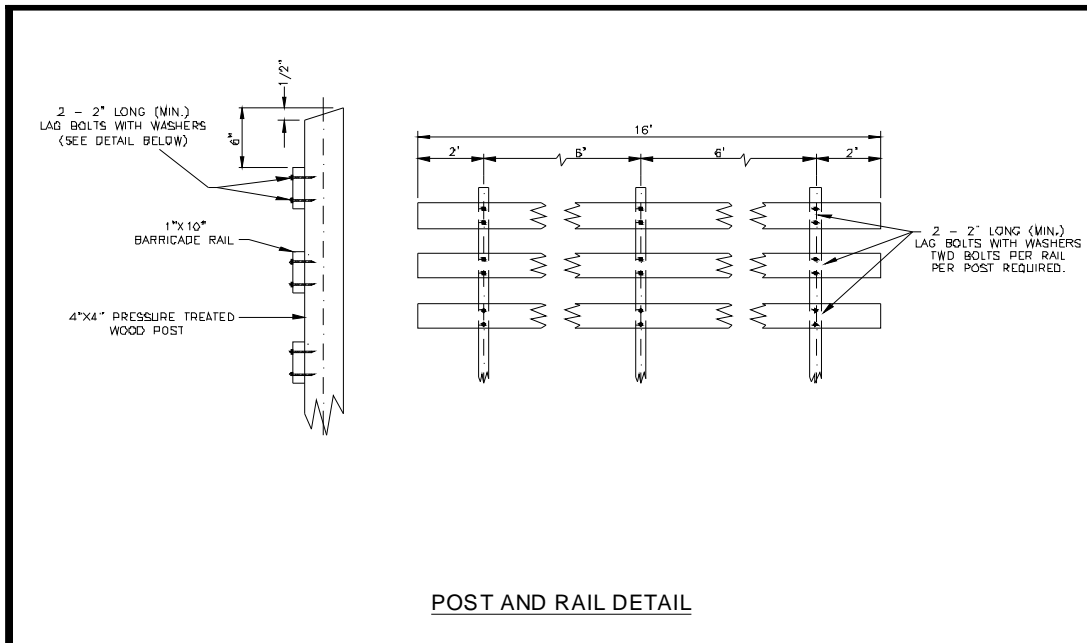 1/2"
2 - 2" LONG (MIN.)
LAG BOLTS WITH WASHERS
(SEE DETAIL BELOW)
6"
1"X10"
BARRICADE RAIL
4"X4" PRESSURE TREATED
WOOD POST
16'
2' 6' 6' 2'
2 - 2" LONG (MIN.)
LAG BOLTS WITH WASHERS
TWO BOLTS PER RAIL
PER POST REQUIRED.
POST AND RAIL DETAIL